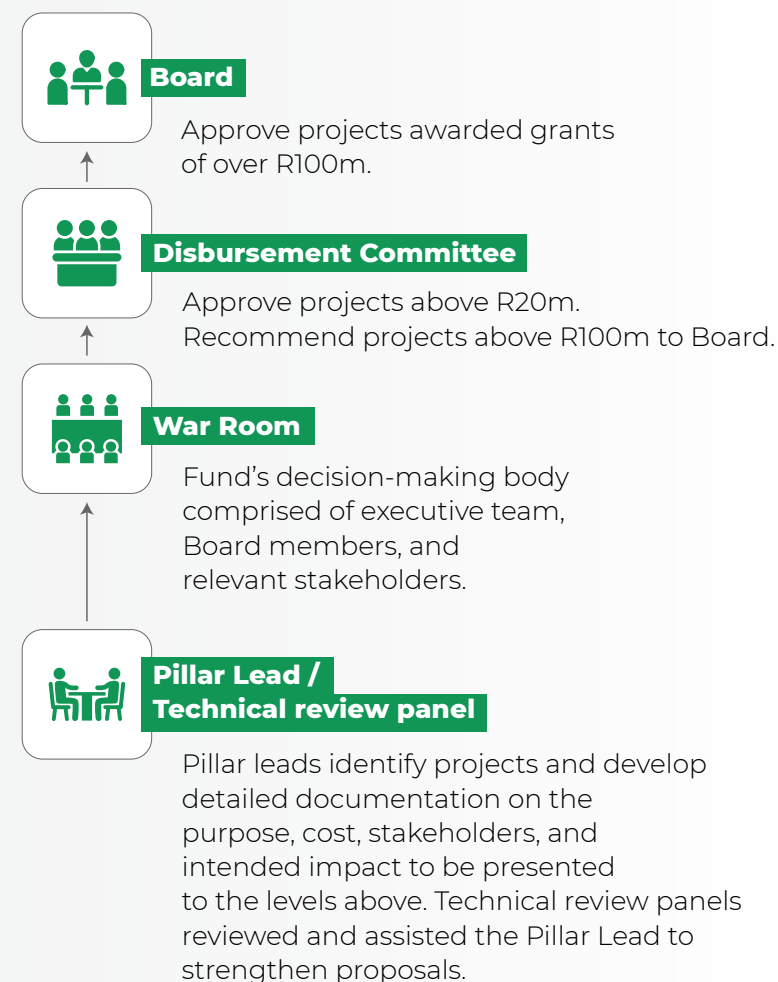 Board
Approve projects awarded grants
of over R100m.
Disbursement Committee
Approve projects above R20m.
Recommend projects above R100m to Board.
War Room
Fund's decision-making body
comprised of executive team,
Board members, and
relevant stakeholders.
Pillar Lead /
Technical review panel
Pillar leads identify projects and develop
detailed documentation on the
purpose, cost, stakeholders, and
intended impact to be presented
to the levels above. Technical review panels
reviewed and assisted the Pillar Lead to
strengthen proposals.